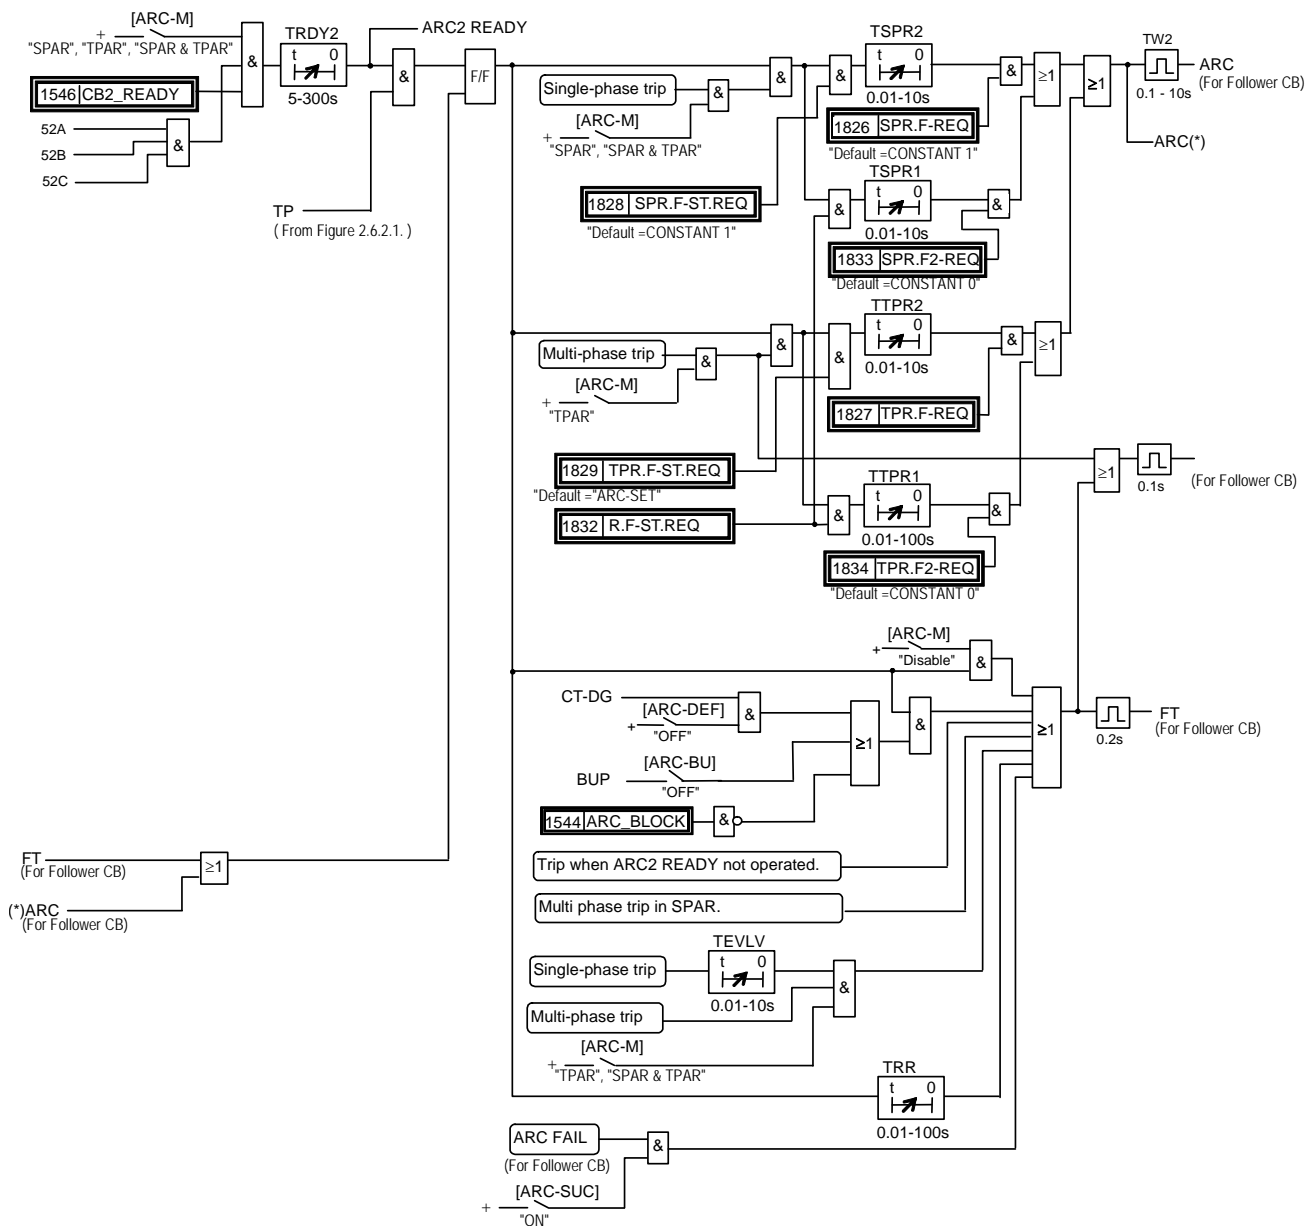 [ARC-M]
+
"SPAR", "TPAR", "SPAR & TPAR"
1546 CB2_READY
52A
52B
52C
&
&
TRDY2
t 0
5-300s
ARC2 READY
&
F/F
TP
( From Figure 2.6.2.1. )
Single-phase trip
[ARC-M]
+
"SPAR", "SPAR & TPAR"
&
&
&
1828 SPR.F-ST.REQ
"Default =CONSTANT 1"
TSPR2
t 0
0.01-10s
&
1826 SPR.F-REQ
"Default =CONSTANT 1"
TSPR1
&
t 0
0.01-10s
&
1833 SPR.F2-REQ
"Default =CONSTANT 0"
≥1
≥1
TW2
0.1 - 10s
ARC
(For Follower CB)
ARC(*)
Multi-phase trip
[ARC-M]
+
"TPAR"
&
&
&
TTPR2
t 0
0.01-10s
&
≥1
1827 TPR.F-REQ
1829 TPR.F-ST.REQ
"Default ="ARC-SET"
1832 R.F-ST.REQ
&
TTPR1
t 0
0.01-100s
&
1834 TPR.F2-REQ
"Default =CONSTANT 0"
≥1
0.1s
(For Follower CB)
[ARC-M]
+
"Disable"
&
CT-DG
[ARC-DEF]
+
"OFF"
&
BUP
[ARC-BU]
"OFF"
1544 ARC_BLOCK
&
≥1
&
≥1
0.2s
FT
(For Follower CB)
Trip when ARC2 READY not operated.
Multi phase trip in SPAR.
FT
(For Follower CB)
≥1
(*)ARC
(For Follower CB)
Single-phase trip
TEVLV
t 0
0.01-10s
&
Multi-phase trip
[ARC-M]
+
"TPAR", "SPAR & TPAR"
TRR
t 0
0.01-100s
ARC FAIL
(For Follower CB)
&
[ARC-SUC]
+
"ON"